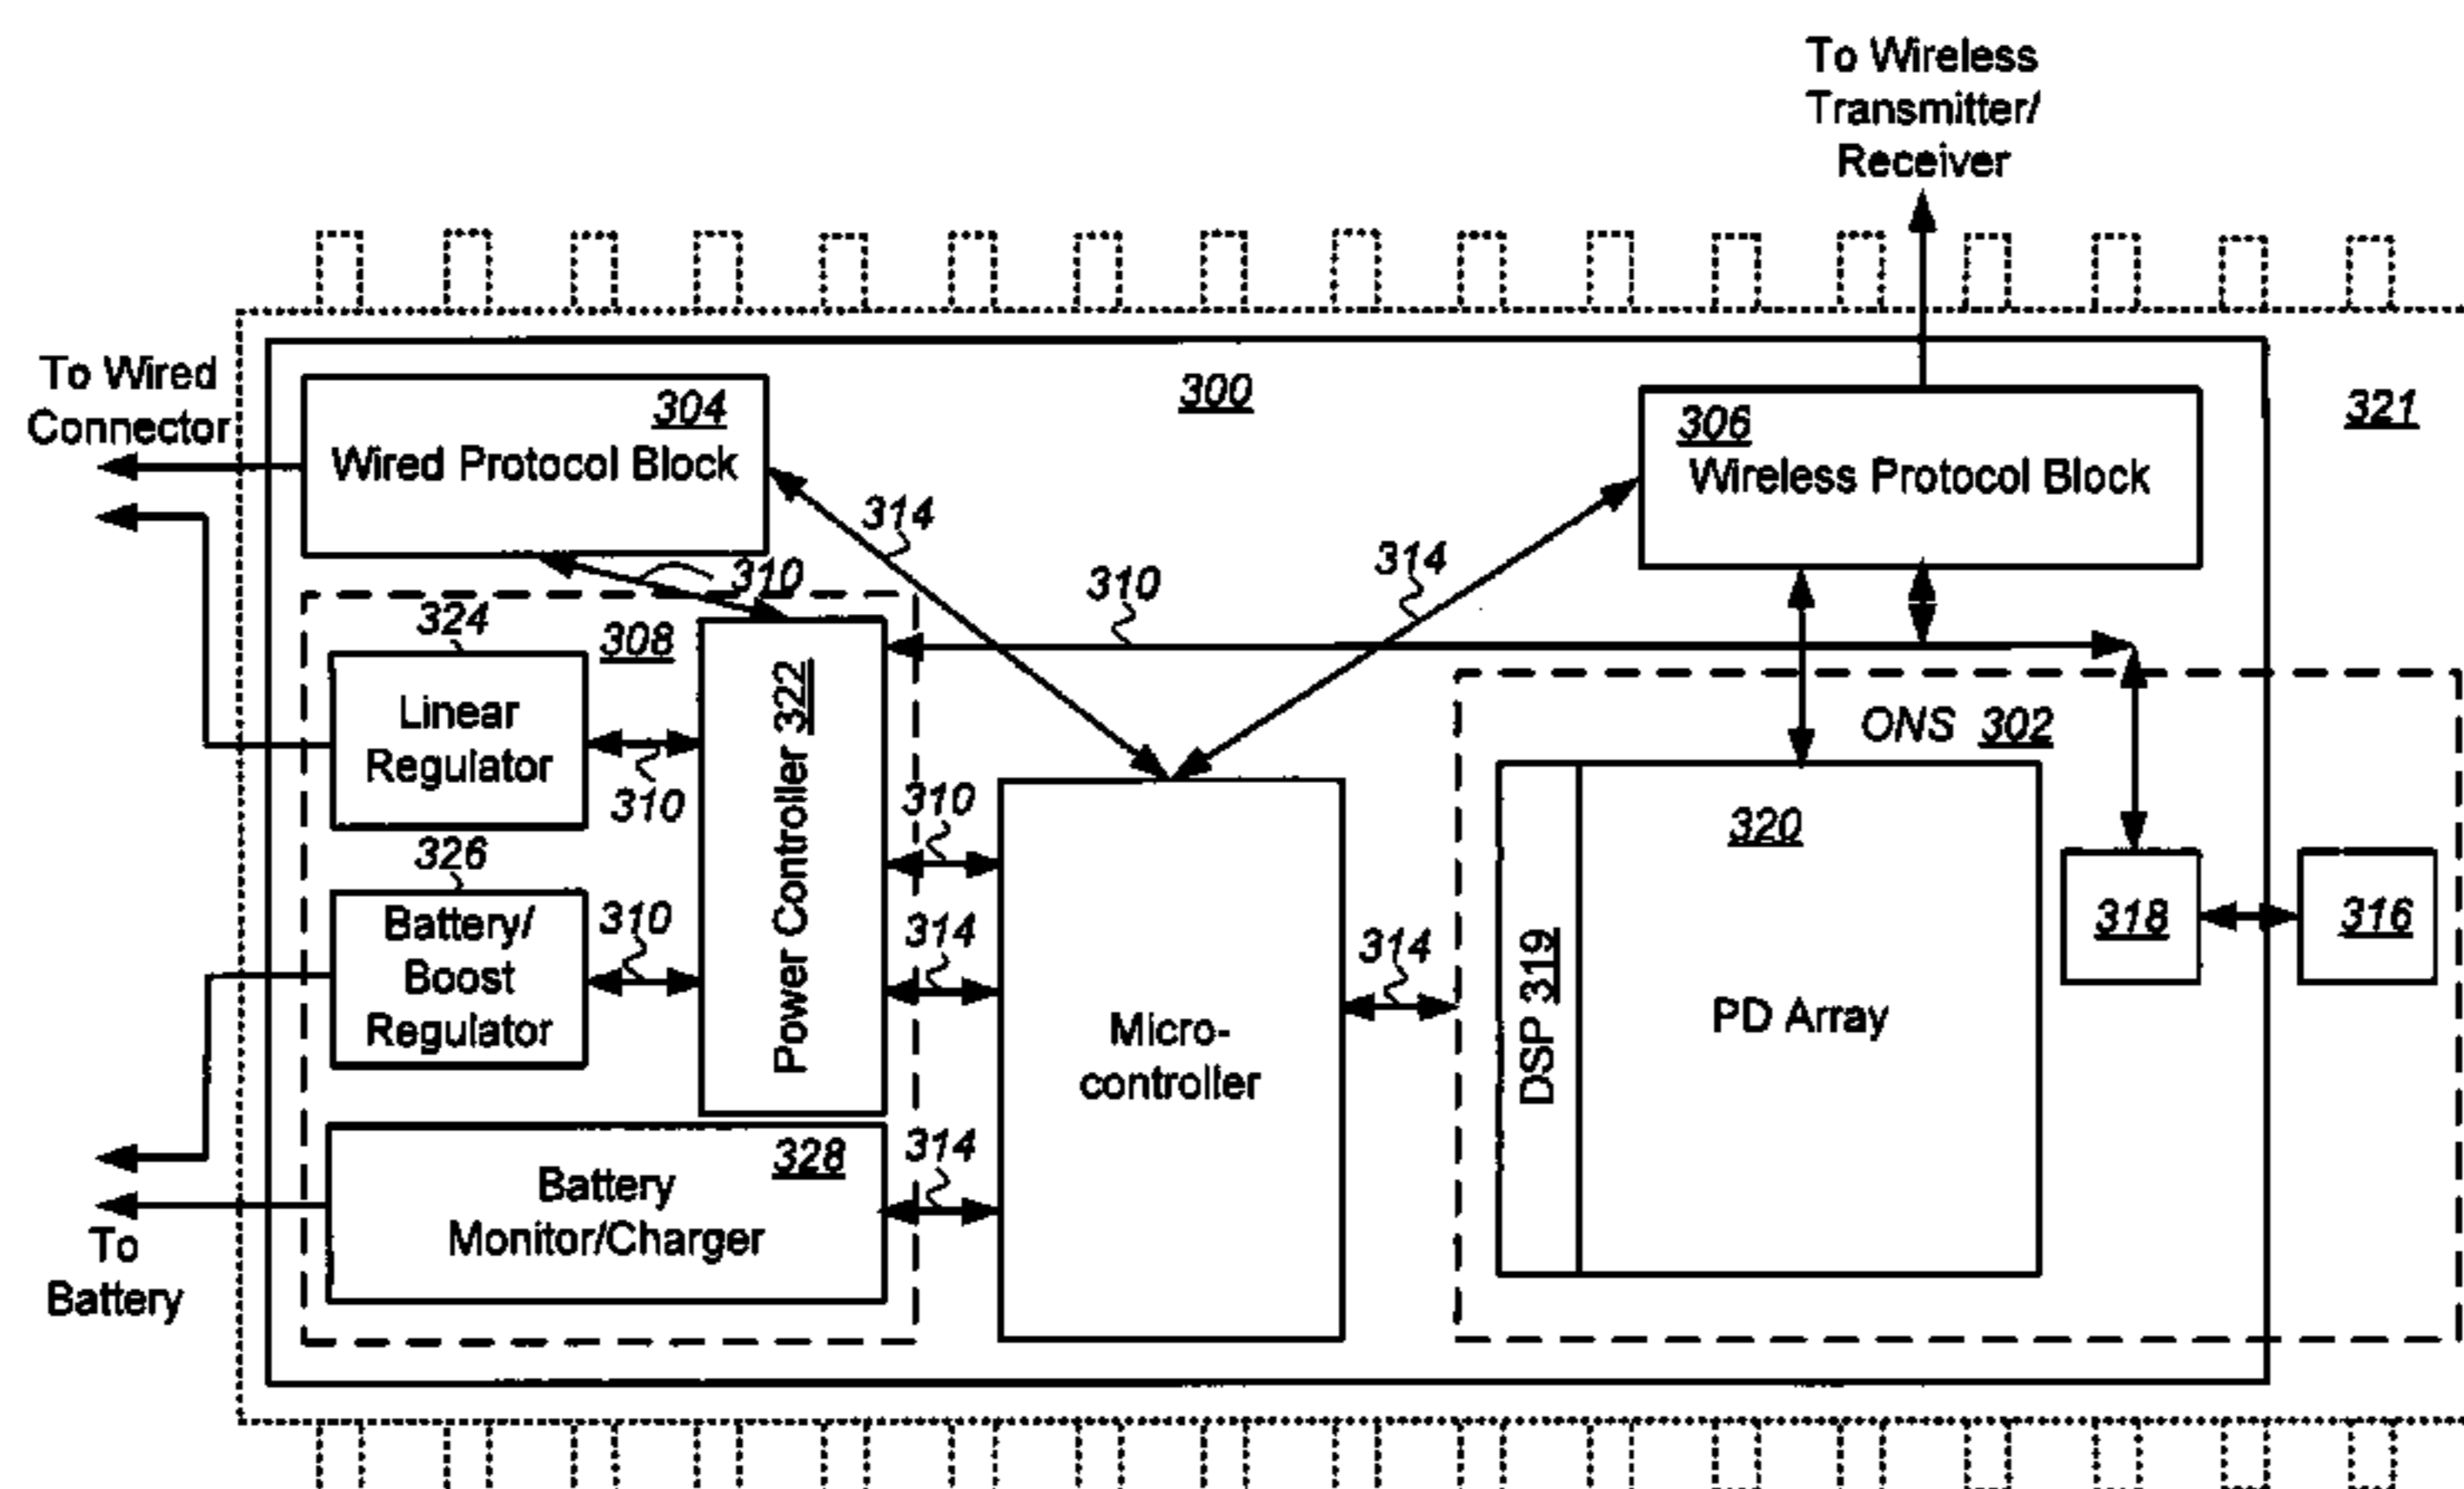 To Wireless
Transmitter/
Receiver
To Wired
Connector
304
Wired Protocol Block
300
306
Wireless Protocol Block
321
314
310
310
314
324
308
Linear
Regulator
310
Power Controller 322
ONS 302
310
320
326
Battery/
Boost
Regulator
310
314
314
DSP 319
PD Array
318
316
Micro-
controller
328
Battery
Monitor/Charger
314
To
Battery